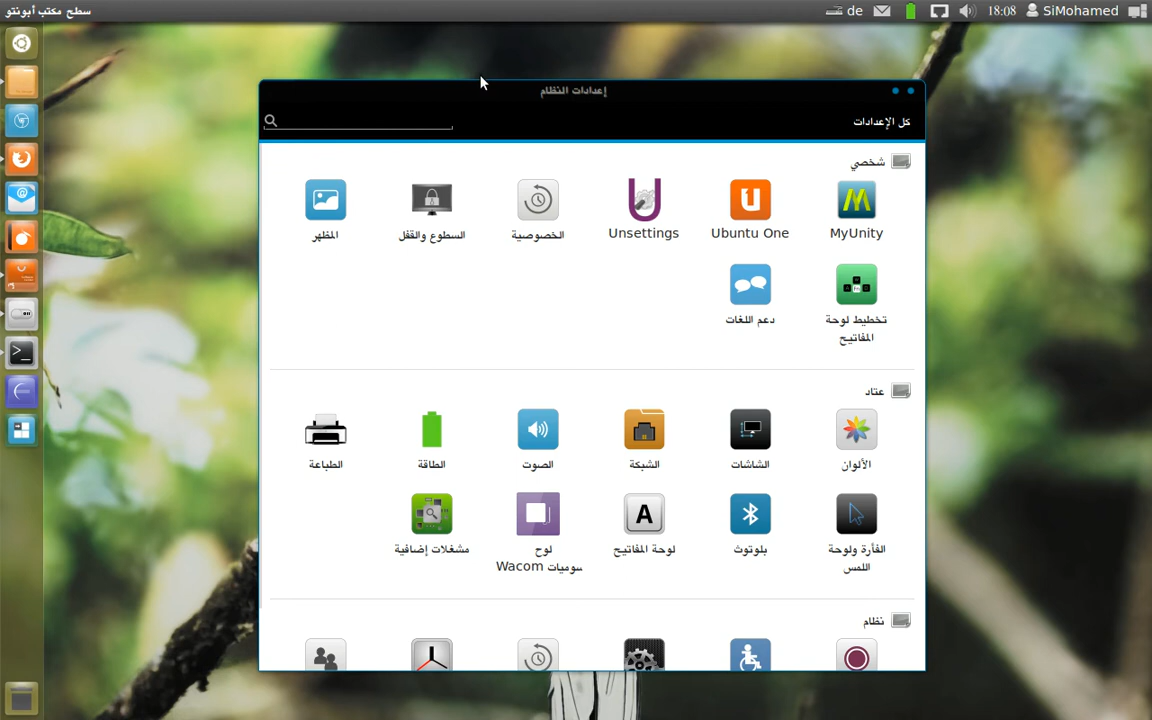 سطح مكتب أبونتو
de
18:08
SiMohamed
إعدادات النظام
كل الإعدادات
شخصي
MyUnity
Ubuntu One
Unsettings
الخصوصية
السطوع والقفل
المظهر
تخطيط لوحة
المفاتيح
دعم اللغات
عتاد
الألوان
الشاشات
الشبكة
الصوت
الطاقة
الطباعة
الفأرة ولوحة
اللمس
بلوتوث
لوحة المفاتيح
A
لوح
سوميات Wacom
مشغلات إضافية
نظام